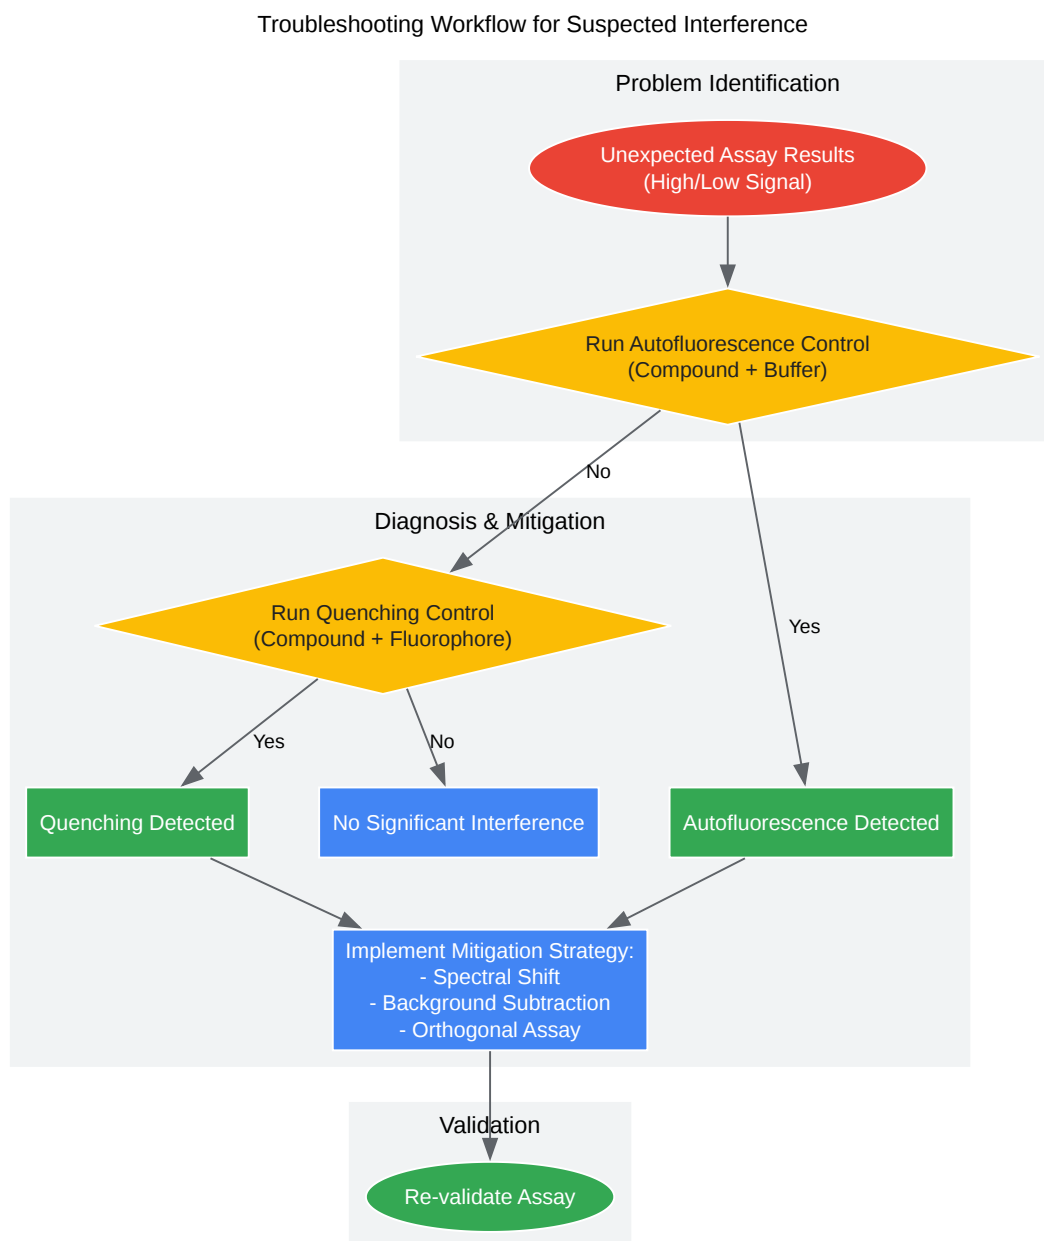 Troubleshooting Workflow for Suspected Interference
Problem Identification
Unexpected Assay Results
(High/Low Signal)
Run Autofluorescence Control
(Compound + Buffer)
No
Diagnosis & Mitigation
Run Quenching Control
(Compound + Fluorophore)
Yes
Yes
No
Quenching Detected
No Significant Interference
Autofluorescence Detected
Implement Mitigation Strategy:
- Spectral Shift
- Background Subtraction
- Orthogonal Assay
Validation
Re-validate Assay